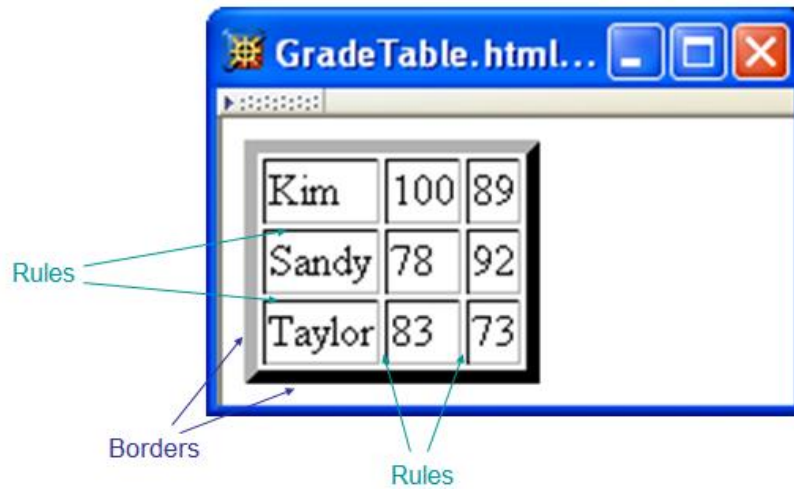 GradeTable.html...
Kim 100 89
Sandy 78 92
Taylor 83 73
Rules
Borders
Rules